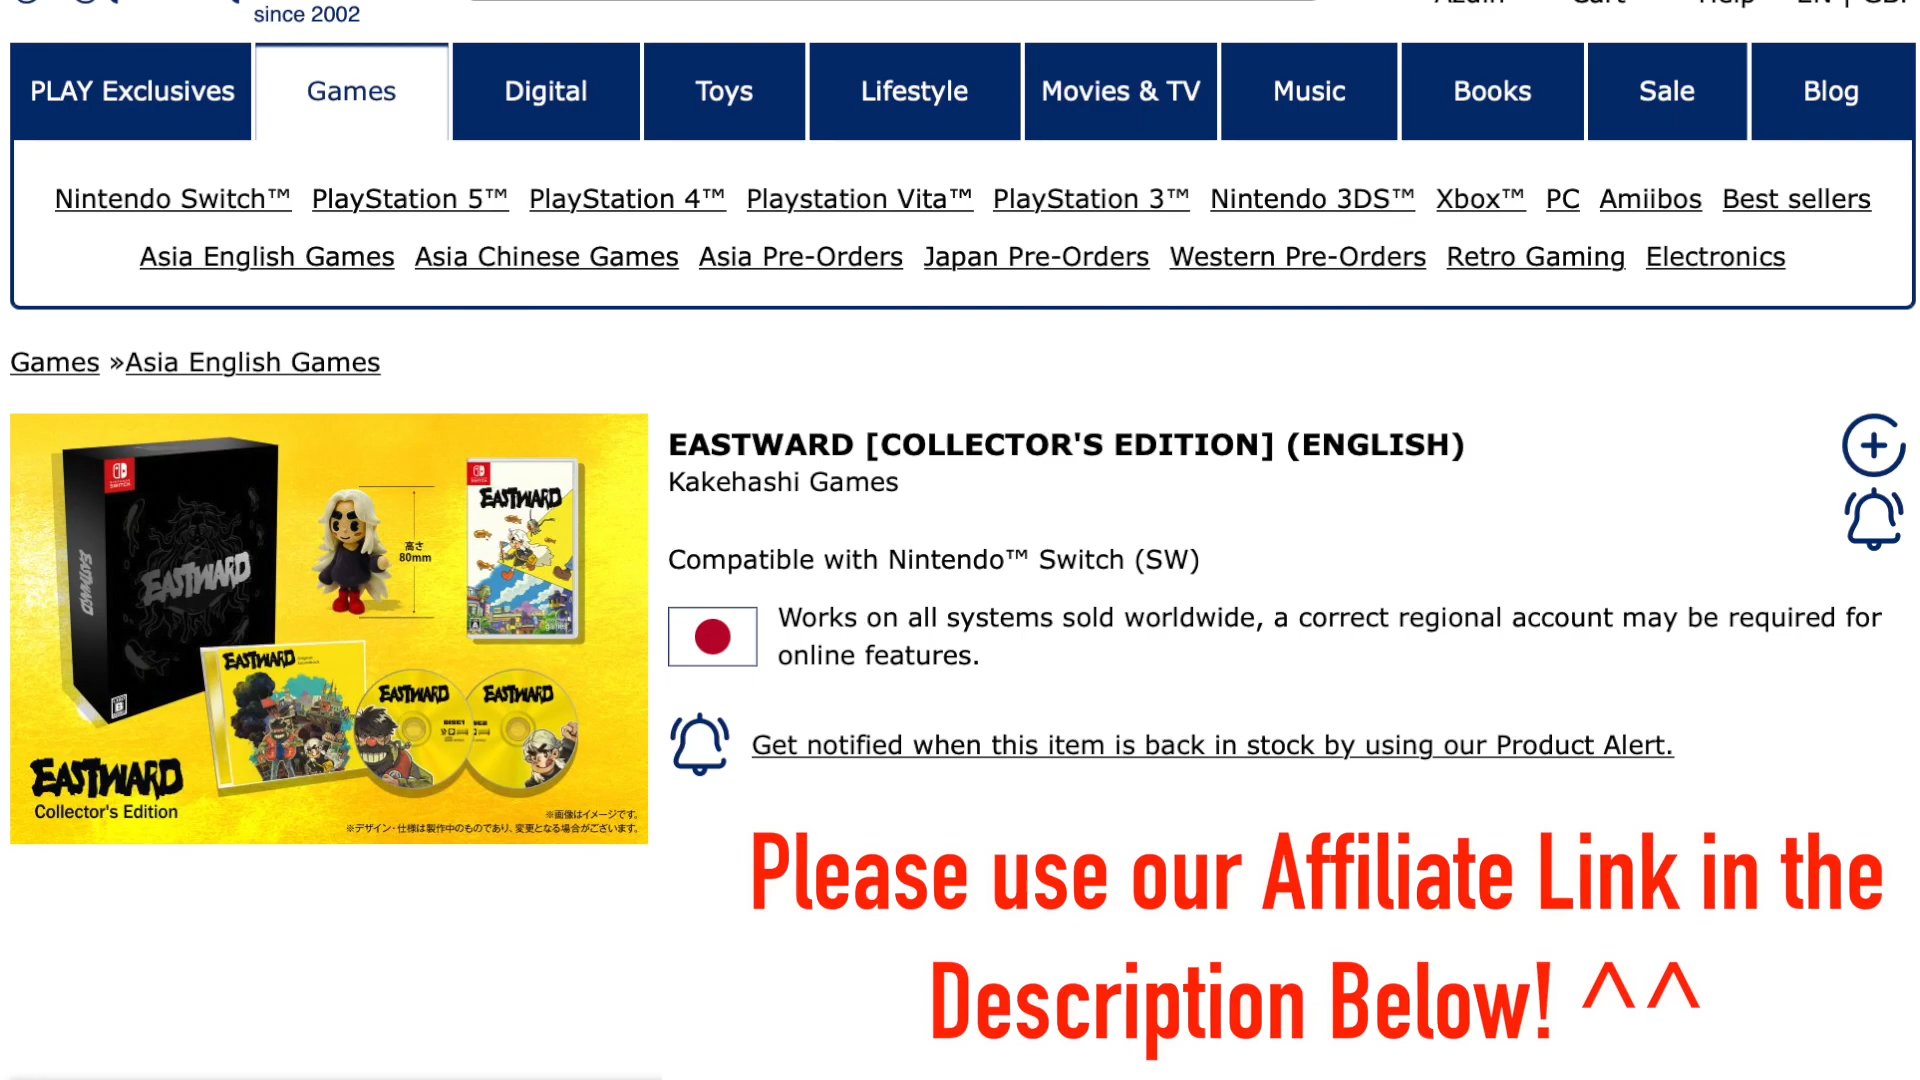 since 2002
Help
PLAY Exclusives Games Digital Toys Lifestyle Movies & TV Music Books Sale Blog
Nintendo Switch™ PlayStation 5™ PlayStation 4™ Playstation Vita™ PlayStation 3™ Nintendo 3DS™ Xbox™ PC Amiibos Best sellers
Asia English Games Asia Chinese Games Asia Pre-Orders Japan Pre-Orders Western Pre-Orders Retro Gaming Electronics
Games »Asia English Games
EASTWARD [COLLECTOR'S EDITION] (ENGLISH)
Kakehashi Games
Compatible with Nintendo™ Switch (SW)
Works on all systems sold worldwide, a correct regional account may be required for
online features.
Get notified when this item is back in stock by using our Product Alert.
EASTWARD
EASTWARD
高さ
80mm
EASTWARD
EASTWARD
EASTWARD
EASTWARD
EASTWARD
Collector's Edition
※画像はイメージです。
※デザイン・仕様は製作中のものであり、変更となる場合がございます。
Please use our Affiliate Link in the
Description Below! ^^